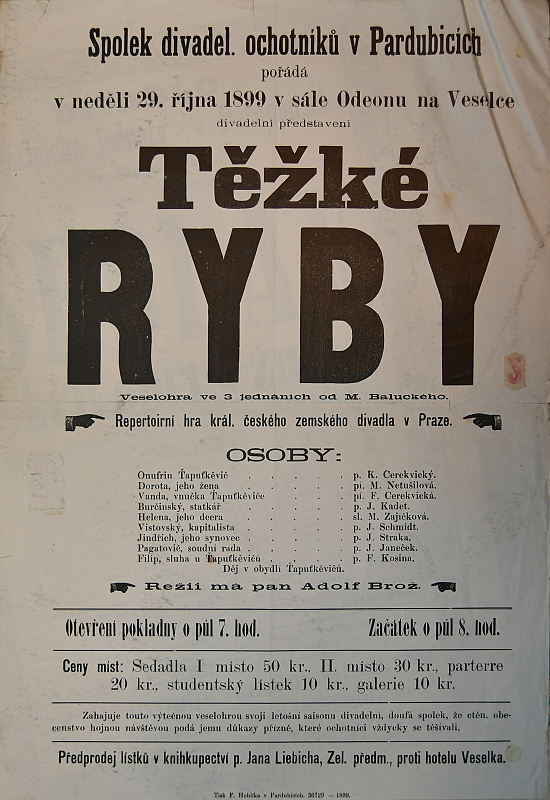 Spolek divadel. ochotníků v Pardubicích
pořádá
v neděli 29. října 1899 v sále Odeonu na Veselce
divadelní představení
Těžké
RYBY
Veselohra ve 3 jednáních od M. Baluckého.
Repertoirní hra král. českého zemského divadla v Praze.
OSOBY:
Onufrin Ťapuťkěvič . . . . . p. K. Cerekvický.
Dorota, jeho žena . . . . . pí. M. Netušilová.
Vanda, vnučka Ťapuťkěviče . . . . pí. F. Cerekvická.
Burčinský, statkář . . . . . p. J. Kadet.
Helena, jeho dcera . . . . . sl. M. Zajíčková.
Vistovský, kapitalista . . . . . p. J. Schmidt.
Jindřich, jeho synovec . . . . . p. J. Straka.
Pagatovič, soudní rada . . . . . p. J. Janeček.
Filip, sluha u Ťapuťkěvičů . . . . p. F. Kosina.
Děj v obydlí Ťapuťkěvičů.
Režii má pan Adolf Brož.
Otevření pokladny o půl 7. hod. Začátek o půl 8. hod.
Ceny míst: Sedadla I místo 50 kr., II. místo 30 kr., parterre
20 kr., studentský lístek 10 kr., galerie 10 kr.
Zahajuje touto výtečnou veselohrou svoji letošní saisonu divadelní, doufá spolek, že ctěn. obe-
censtvo hojnou návštěvou podá jemu důkazy přízně, které ochotníci vždycky se těšívali.
Předprodej lístků v knihkupectví p. Jana Liebicha, Zel. předm., proti hotelu Veselka.
Tisk F. Hoblíka v Pardubicích. 36729 — 1899.